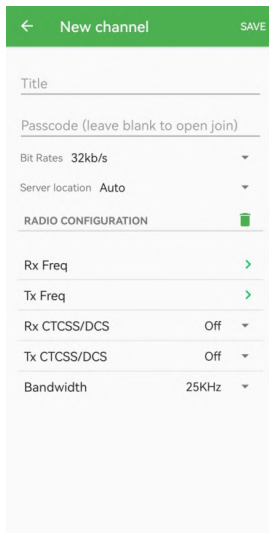 New channel SAVE
Title
Passcode (leave blank to open join)
Bit Rates 32kb/s
Server location Auto
RADIO CONFIGURATION
Rx Freq
Tx Freq
Rx CTCSS/DCS Off
Tx CTCSS/DCS Off
Bandwidth 25KHz